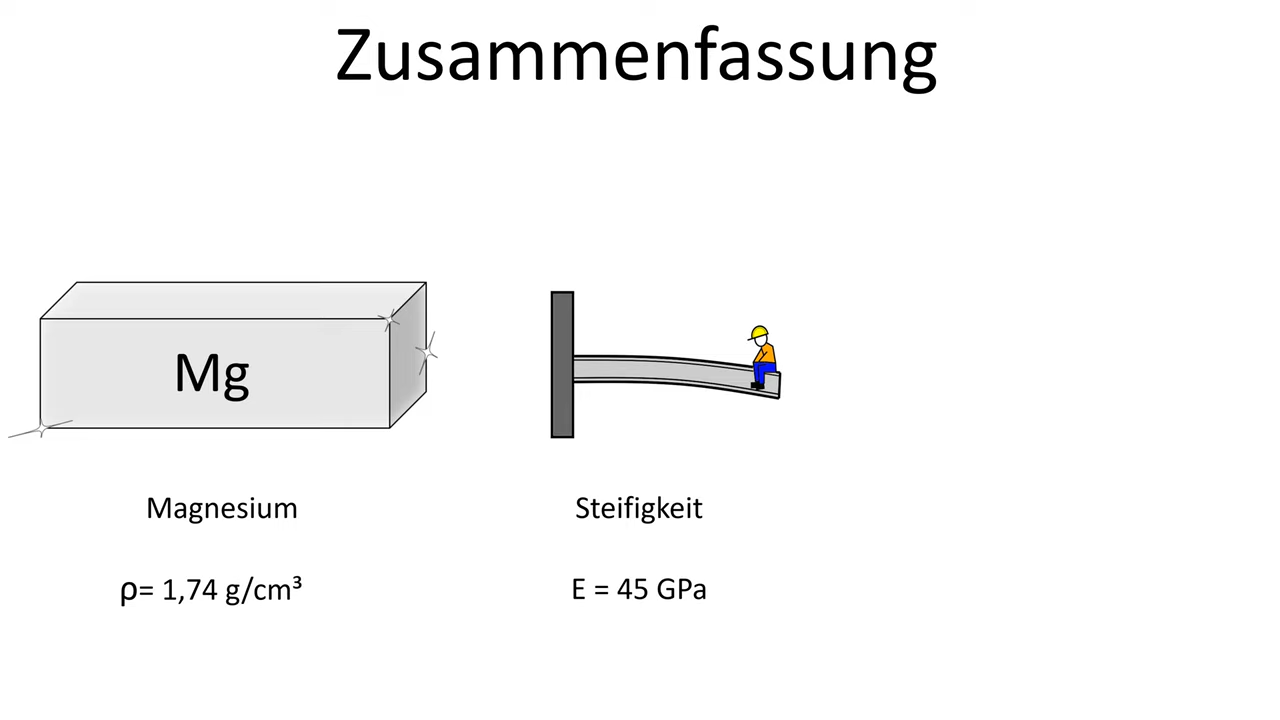 Zusammenfassung
Mg
Magnesium
Steifigkeit
ρ= 1,74 g/cm³
E = 45 GPa